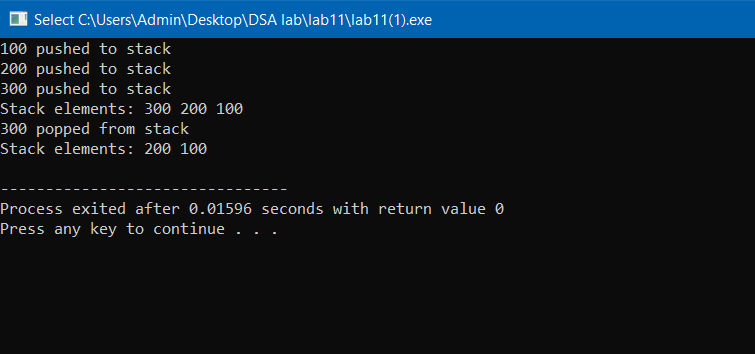 Select C:\Users\Admin\Desktop\DSA lab\lab11\lab11(1).exe
100 pushed to stack
200 pushed to stack
300 pushed to stack
Stack elements: 300 200 100
300 popped from stack
Stack elements: 200 100
--------------------------------
Process exited after 0.01596 seconds with return value 0
Press any key to continue . . .